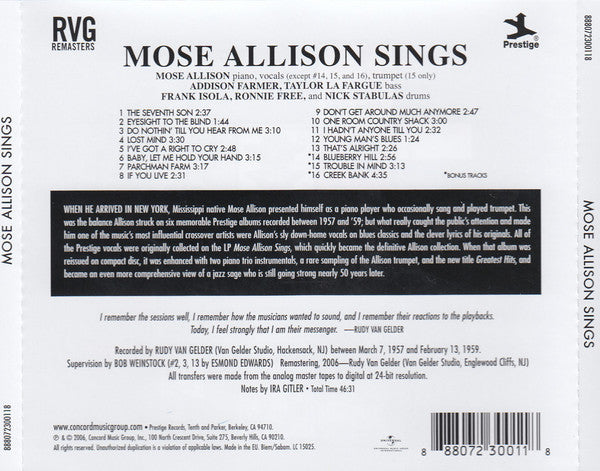 RVG
REMASTERS
Prestige
MOSE ALLISON SINGS
MOSE ALLISON piano, vocals (except #14, 15, and 16), trumpet (15 only)
ADDISON FARMER, TAYLOR LA FARGUE bass
FRANK ISOLA, RONNIE FREE, and NICK STABULAS drums
1 THE SEVENTH SON 2:37
2 EYESIGHT TO THE BLIND 1:44
3 DO NOTHIN' TILL YOU HEAR FROM ME 3:10
4 LOST MIND 3:30
5 I'VE GOT A RIGHT TO CRY 2:48
6 BABY, LET ME HOLD YOUR HAND 3:15
7 PARCHMAN FARM 3:17
8 IF YOU LIVE 2:31
9 DON'T GET AROUND MUCH ANYMORE 2:47
10 ONE ROOM COUNTRY SHACK 3:00
11 I HADN'T ANYONE TILL YOU 2:32
12 YOUNG MAN'S BLUES 1:24
13 THAT'S ALRIGHT 2:26
*14 BLUEBERRY HILL 2:56
*15 TROUBLE IN MIND 3:13
*16 CREEK BANK 4:35
*BONUS TRACKS
WHEN HE ARRIVED IN NEW YORK, Mississippi native Mose Allison presented himself as a piano player who occasionally sang and played trumpet. This
was the balance Allison struck on six memorable Prestige albums recorded between 1957 and '59; but what really caught the public's attention and made
him one of the music's most influential crossover artists were Allison's sly down-home vocals on blues classics and the clever lyrics of his originals. All of
the Prestige vocals were originally collected on the LP Mose Allison Sings, which quickly became the definitive Allison collection. When that album was
reissued on compact disc, it was enhanced with two piano trio instrumentals, a rare sampling of the Allison trumpet, and the new title Greatest Hits, and
became an even more comprehensive view of a jazz sage who is still going strong nearly 50 years later.
I remember the sessions well, I remember how the musicians wanted to sound, and I remember their reactions to the playbacks.
Today, I feel strongly that I am their messenger. —RUDY VAN GELDER
Recorded by RUDY VAN GELDER (Van Gelder Studio, Hackensack, NJ) between March 7, 1957 and February 13, 1959.
Supervision by BOB WEINSTOCK (#2, 3, 13 by ESMOND EDWARDS) Remastering, 2006—Rudy Van Gelder (Van Gelder Studio, Englewood Cliffs, NJ)
All transfers were made from the analog master tapes to digital at 24-bit resolution.
Notes by IRA GITLER • Total Time 46:31
www.concordmusicgroup.com • Prestige Records, Tenth and Parker, Berkeley, CA 94710.
℗ & © 2006, Concord Music Group, Inc., 100 North Crescent Drive, Suite 275, Beverly Hills, CA 90210.
All rights reserved. Unauthorized duplication is a violation of applicable laws. Made in the EU. Biem/Sabam. LC 15025.
UNIVERSAL
8 88072 30011 8
MOSE ALLISON SINGS
888072300118
888072300118
MOSE ALLISON SINGS